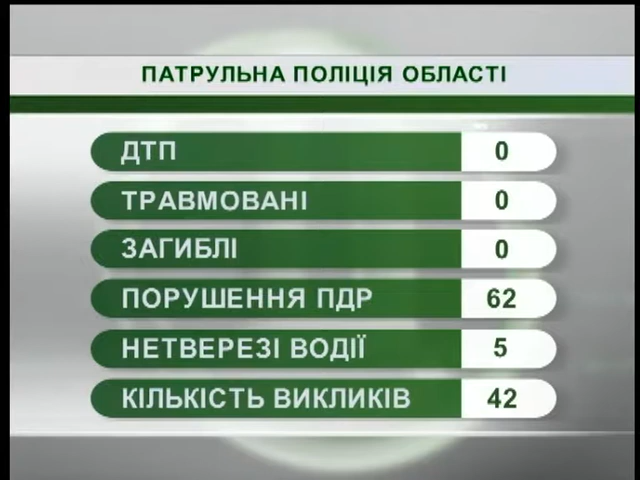 ПАТРУЛЬНА ПОЛІЦІЯ ОБЛАСТІ
ДТП 0
ТРАВМОВАНІ 0
ЗАГИБЛІ 0
ПОРУШЕННЯ ПДР 62
НЕТВЕРЕЗІ ВОДІЇ 5
КІЛЬКІСТЬ ВИКЛИКІВ 42